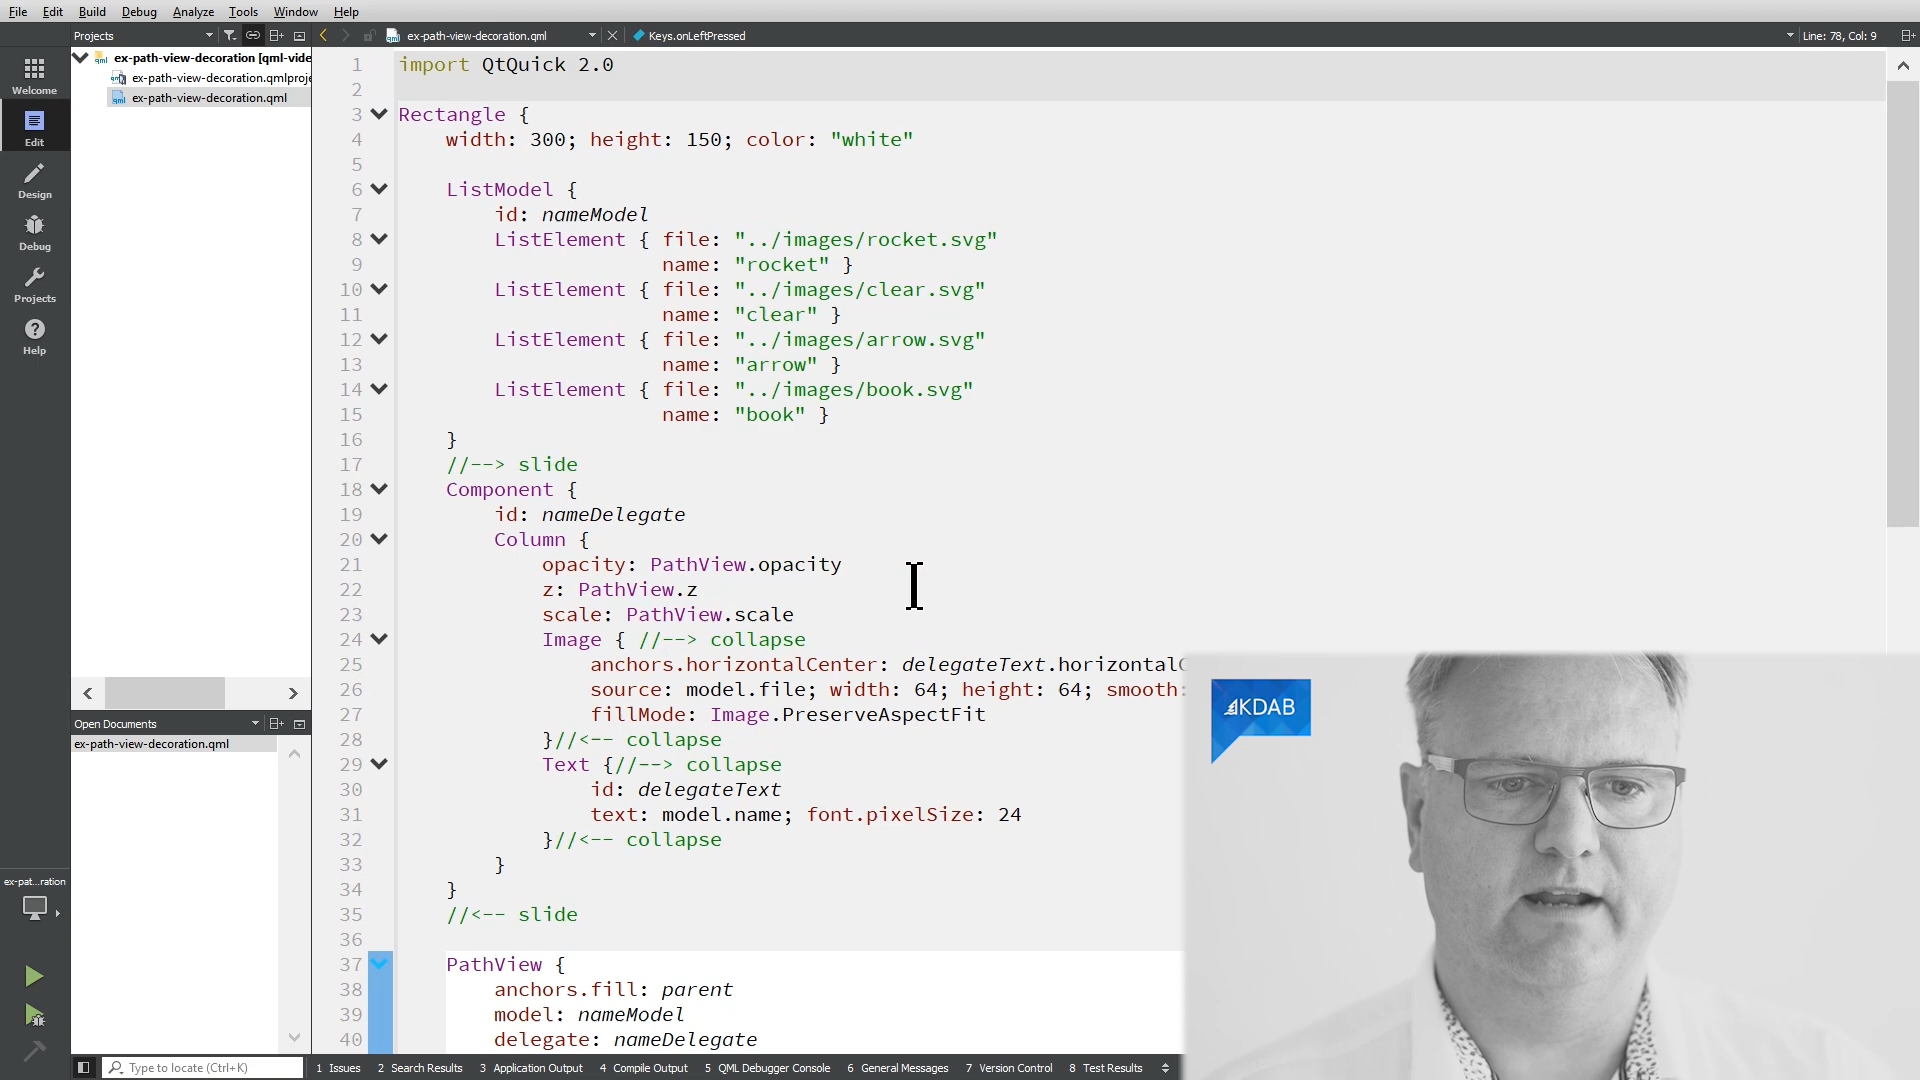 File Edit Build Debug Analyze Tools Window Help
Projects
ex-path-view-decoration.qml
Keys.onLeftPressed
Line: 78, Col: 9
ex-path-view-decoration [qml-vide
ex-path-view-decoration.qmlproje
ex-path-view-decoration.qml
Welcome
Edit
Design
Debug
Projects
Help
1 import QtQuick 2.0
2
3 Rectangle {
4 width: 300; height: 150; color: "white"
5
6 ListModel {
7 id: nameModel
8 ListElement { file: "../images/rocket.svg"
9 name: "rocket" }
10 ListElement { file: "../images/clear.svg"
11 name: "clear" }
12 ListElement { file: "../images/arrow.svg"
13 name: "arrow" }
14 ListElement { file: "../images/book.svg"
15 name: "book" }
16 }
17 //--> slide
18 Component {
19 id: nameDelegate
20 Column {
21 opacity: PathView.opacity
22 z: PathView.z
23 scale: PathView.scale
24 Image { //--> collapse
25 anchors.horizontalCenter: delegateText.horizontalC
26 source: model.file; width: 64; height: 64; smooth:
27 fillMode: Image.PreserveAspectFit
28 }//<-- collapse
29 Text {//--> collapse
30 id: delegateText
31 text: model.name; font.pixelSize: 24
32 }//<-- collapse
33 }
34 }
35 //<-- slide
36
37 PathView {
38 anchors.fill: parent
39 model: nameModel
40 delegate: nameDelegate
Open Documents
ex-path-view-decoration.qml
ex-pat...ration
KDAB
Type to locate (Ctrl+K)
1 Issues 2 Search Results 3 Application Output 4 Compile Output 5 QML Debugger Console 6 General Messages 7 Version Control 8 Test Results